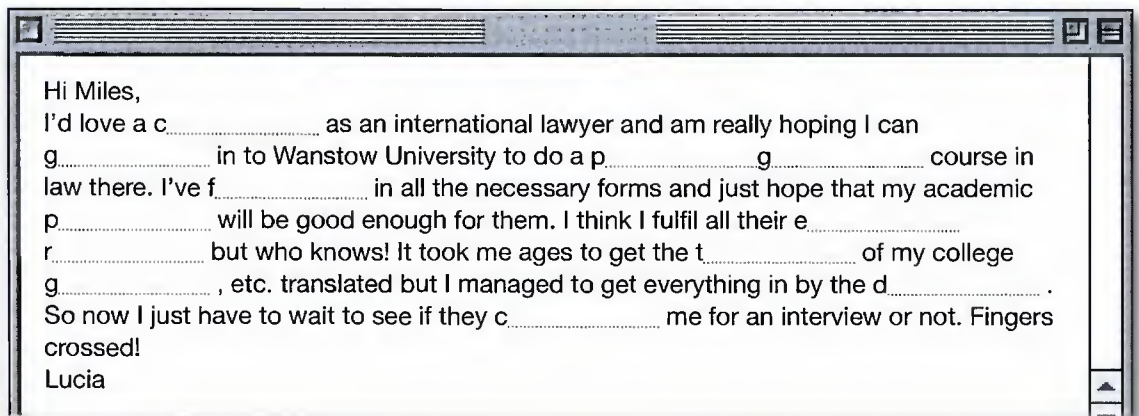 Hi Miles,
I'd love a c.................... as an international lawyer and am really hoping I can
g.................... in to Wanstow University to do a p....................g.................... course in
law there. I've f.................... in all the necessary forms and just hope that my academic
p.................... will be good enough for them. I think I fulfil all their e....................
r.................... but who knows! It took me ages to get the t.................... of my college
g.................... , etc. translated but I managed to get everything in by the d.................... .
So now I just have to wait to see if they c.................... me for an interview or not. Fingers
crossed!
Lucia